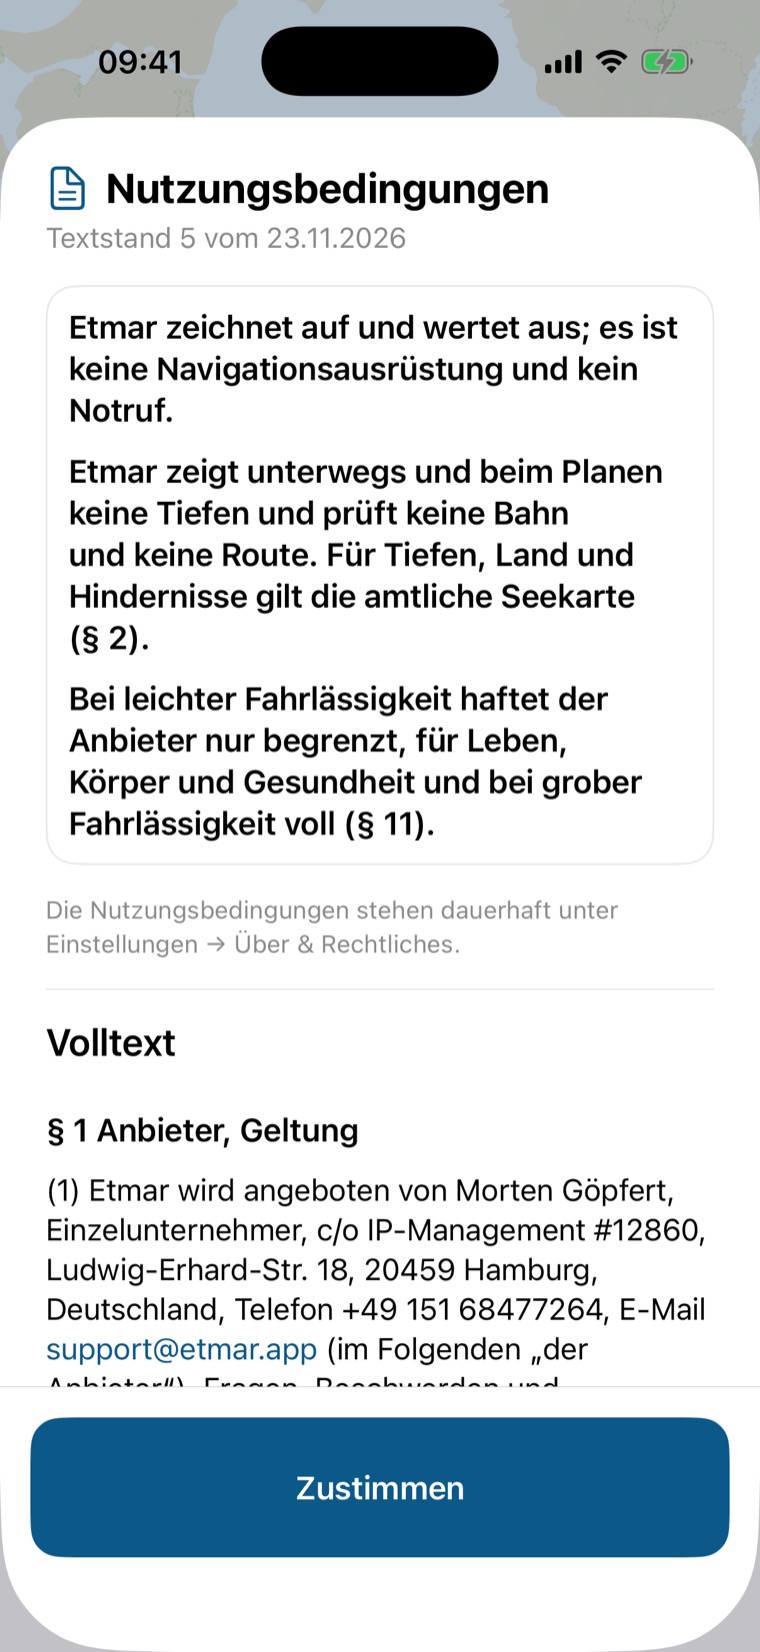 09:41
Nutzungsbedingungen
Textstand 5 vom 23.11.2026
Etmar zeichnet auf und wertet aus; es ist
keine Navigationsausrüstung und kein
Notruf.
Etmar zeigt unterwegs und beim Planen
keine Tiefen und prüft keine Bahn
und keine Route. Für Tiefen, Land und
Hindernisse gilt die amtliche Seekarte
(§ 2).
Bei leichter Fahrlässigkeit haftet der
Anbieter nur begrenzt, für Leben,
Körper und Gesundheit und bei grober
Fahrlässigkeit voll (§ 11).
Die Nutzungsbedingungen stehen dauerhaft unter
Einstellungen → Über & Rechtliches.
Volltext
§ 1 Anbieter, Geltung
(1) Etmar wird angeboten von Morten Göpfert,
Einzelunternehmer, c/o IP-Management #12860,
Ludwig-Erhard-Str. 18, 20459 Hamburg,
Deutschland, Telefon +49 151 68477264, E-Mail
support@etmar.app (im Folgenden „der
Anbieter“). Fragen, Beschwerden und
Zustimmen